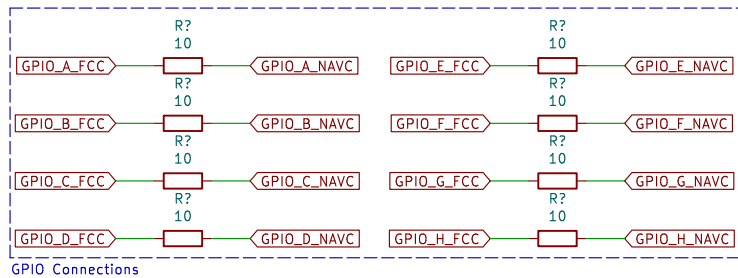 R?
10
GPIO_A_FCC
GPIO_A_NAVC
R?
10
GPIO_B_FCC
GPIO_B_NAVC
R?
10
GPIO_C_FCC
GPIO_C_NAVC
R?
10
GPIO_D_FCC
GPIO_D_NAVC
R?
10
GPIO_E_FCC
GPIO_E_NAVC
R?
10
GPIO_F_FCC
GPIO_F_NAVC
R?
10
GPIO_G_FCC
GPIO_G_NAVC
R?
10
GPIO_H_FCC
GPIO_H_NAVC
GPIO Connections